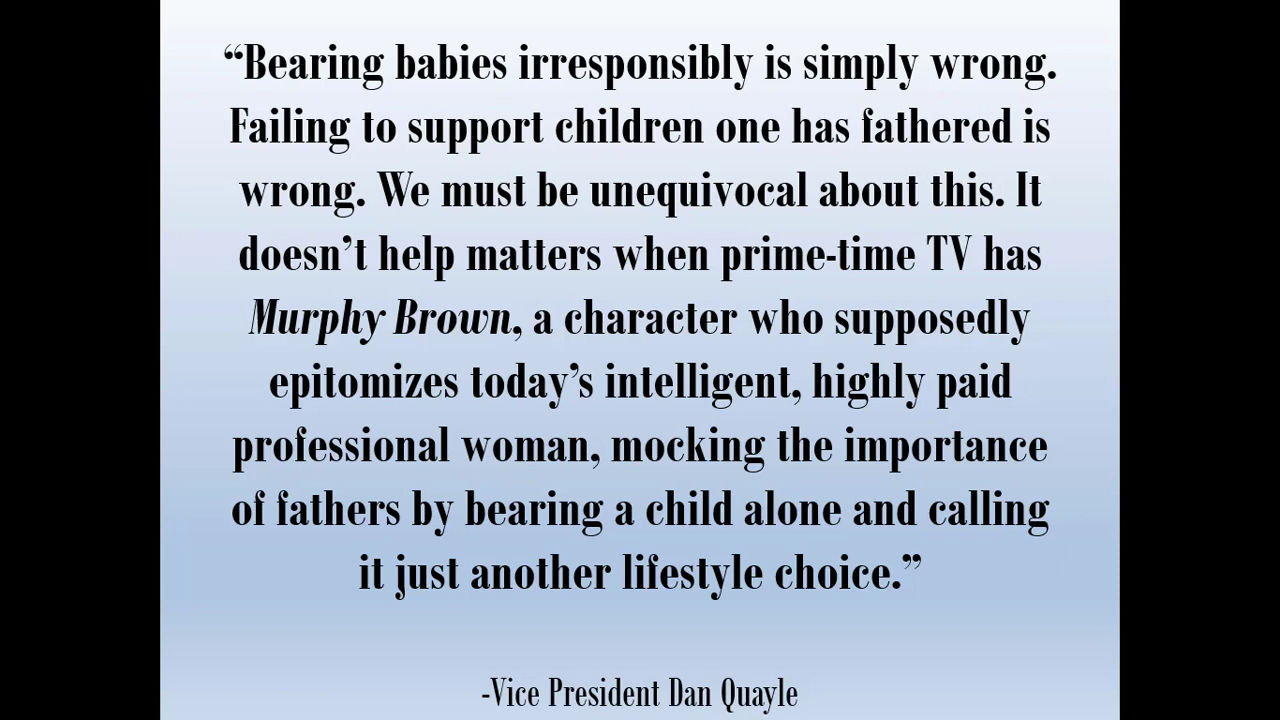 “Bearing babies irresponsibly is simply wrong.
Failing to support children one has fathered is
wrong. We must be unequivocal about this. It
doesn’t help matters when prime-time TV has
Murphy Brown, a character who supposedly
epitomizes today’s intelligent, highly paid
professional woman, mocking the importance
of fathers by bearing a child alone and calling
it just another lifestyle choice.”
-Vice President Dan Quayle